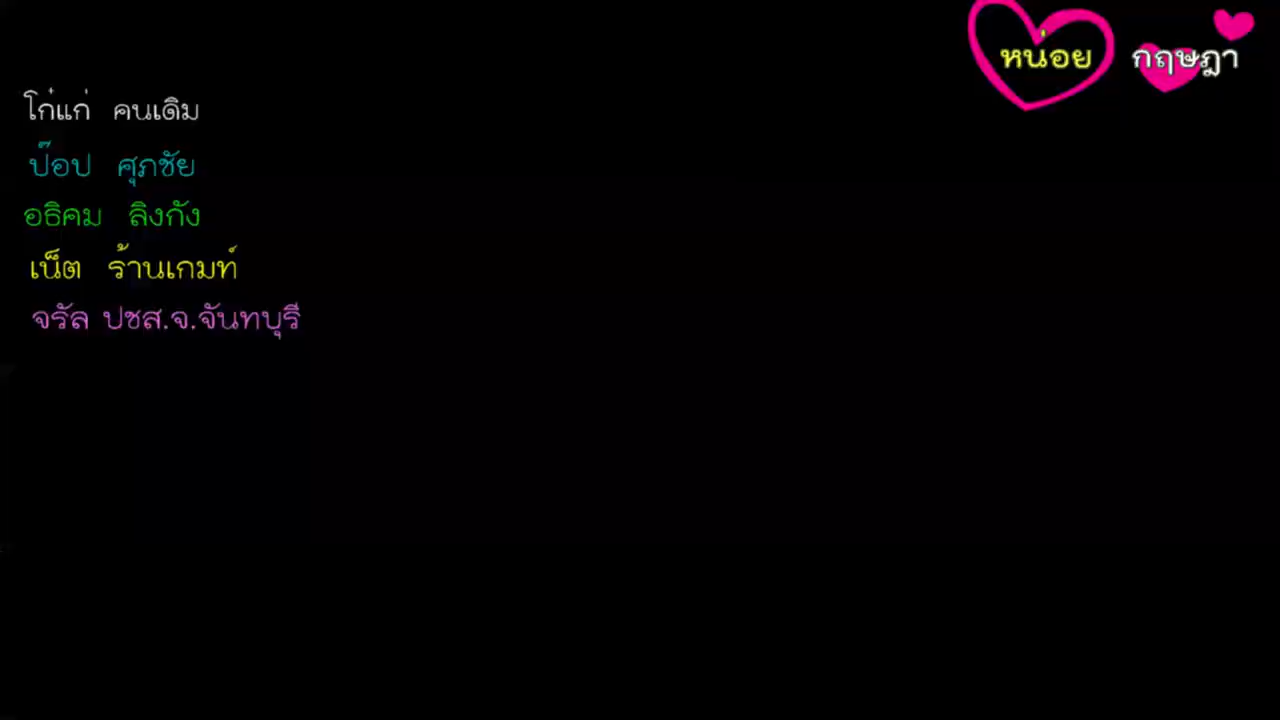 หน่อย กฤษฎา
โก๋แก่ คนเดิม
ป๊อป ศุภชัย
อธิคม ลิงกัง
เน็ต ร้านเกมท์
จรัล ปชส.จ.จันทบุรี